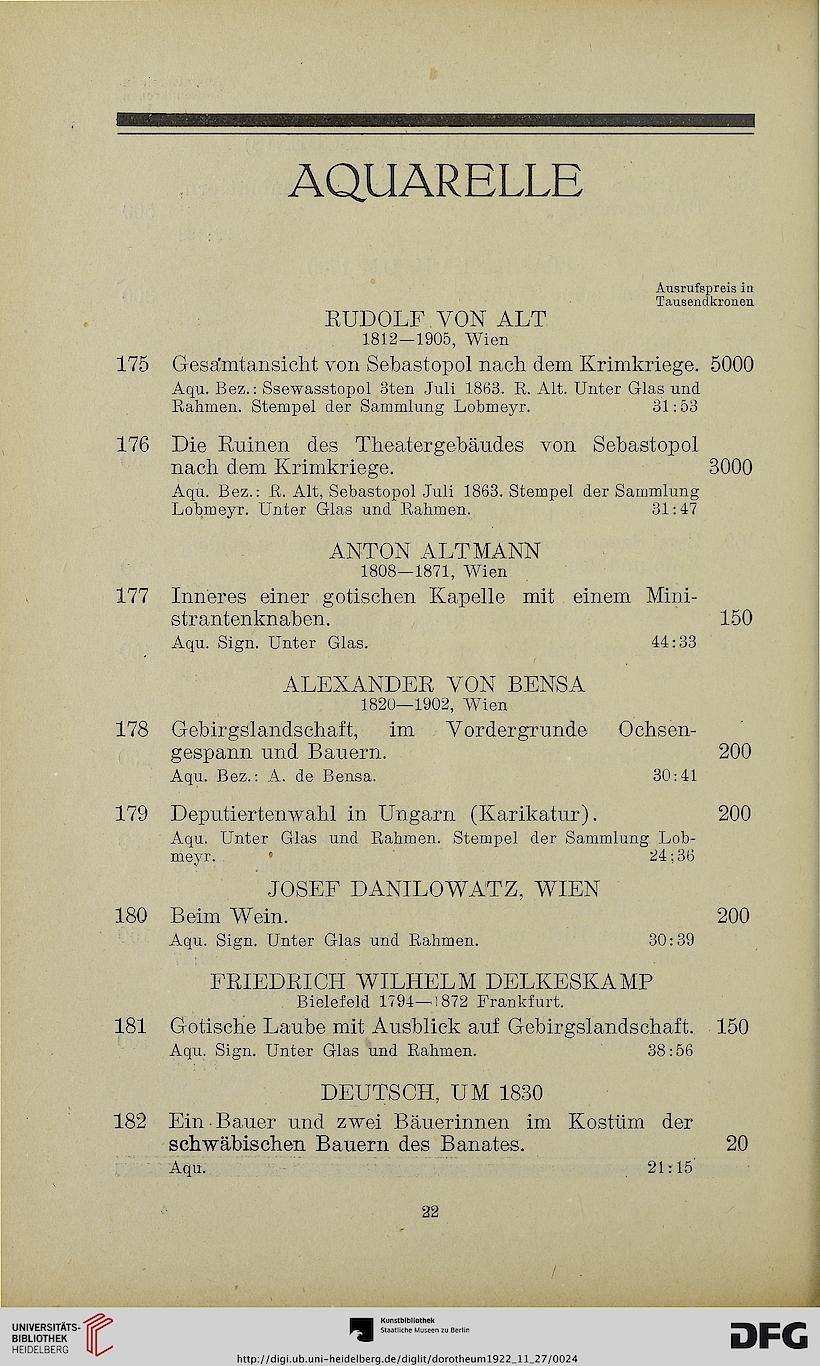 AQUARELLE
Ausrufspreis in
Tausendkronen
RUDOLF VON ALT
1812—1905, Wien
175 Gesamtansicht von Sebastopol nach dem Krimkriege. 5000
Aqu. Bez.: Ssewasstopol 3ten Juli 1863. R. Alt. Unter Glas und
Rahmen. Stempel der Sammlung Lobmeyr. 31:53
176 Die Ruinen des Theatergebäudes von Sebastopol
nach dem Krimkriege. 3000
Aqu. Bez.: R. Alt, Sebastopol Juli 1863. Stempel der Sammlung
Lobmeyr. Unter Glas und Rahmen. 31:47
ANTON ALTMANN
1808—1871, Wien
177 Inneres einer gotischen Kapelle mit einem Mini-
strantenknaben. 150
Aqu. Sign. Unter Glas. 44:33
ALEXANDER VON BENSA
1820—1902, Wien
178 Gebirgslandschaft, im Vordergrunde Ochsen-
gespann und Bauern. 200
Aqu. Bez.: A. de Bensa. 30:41
179 Deputiertenwahl in Ungarn (Karikatur). 200
Aqu. Unter Glas und Rahmen. Stempel der Sammlung Lob-
meyr. 24;36
JOSEF DANILOWATZ, WIEN
180 Beim Wein. 200
Aqu. Sign. Unter Glas und Rahmen. 30:39
FRIEDRICH WILHELM DELKESKAMP
Bielefeld 1794—1872 Frankfurt.
181 Gotische Laube mit Ausblick auf Gebirgslandschaft. 150
Aqu. Sign. Unter Glas und Rahmen. 38:56
DEUTSCH, UM 1830
182 Ein Bauer und zwei Bäuerinnen im Kostüm der
schwäbischen Bauern des Banates. 20
Aqu. 21:15
22
UNIVERSITÄTS-
BIBLIOTHEK
HEIDELBERG
Kunstbibliothek
Staatliche Museen zu Berlin
DFG
http://digi.ub.uni-heidelberg.de/diglit/dorotheum1922_11_27/0024